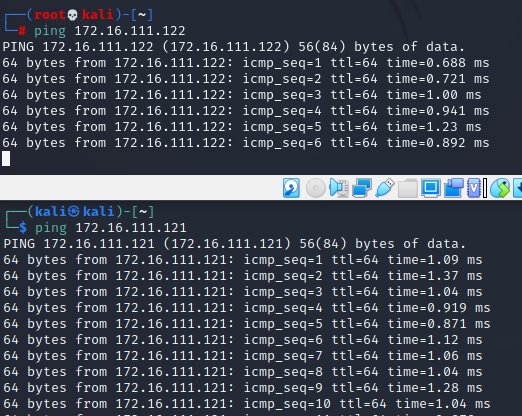 ┌──(root💀kali)-[~]
└─# ping 172.16.111.122
PING 172.16.111.122 (172.16.111.122) 56(84) bytes of data.
64 bytes from 172.16.111.122: icmp_seq=1 ttl=64 time=0.688 ms
64 bytes from 172.16.111.122: icmp_seq=2 ttl=64 time=0.721 ms
64 bytes from 172.16.111.122: icmp_seq=3 ttl=64 time=1.00 ms
64 bytes from 172.16.111.122: icmp_seq=4 ttl=64 time=0.941 ms
64 bytes from 172.16.111.122: icmp_seq=5 ttl=64 time=1.23 ms
64 bytes from 172.16.111.122: icmp_seq=6 ttl=64 time=0.892 ms
┌──(kali㉿kali)-[~]
└─$ ping 172.16.111.121
PING 172.16.111.121 (172.16.111.121) 56(84) bytes of data.
64 bytes from 172.16.111.121: icmp_seq=1 ttl=64 time=1.09 ms
64 bytes from 172.16.111.121: icmp_seq=2 ttl=64 time=1.37 ms
64 bytes from 172.16.111.121: icmp_seq=3 ttl=64 time=1.04 ms
64 bytes from 172.16.111.121: icmp_seq=4 ttl=64 time=0.919 ms
64 bytes from 172.16.111.121: icmp_seq=5 ttl=64 time=0.871 ms
64 bytes from 172.16.111.121: icmp_seq=6 ttl=64 time=1.12 ms
64 bytes from 172.16.111.121: icmp_seq=7 ttl=64 time=1.06 ms
64 bytes from 172.16.111.121: icmp_seq=8 ttl=64 time=1.04 ms
64 bytes from 172.16.111.121: icmp_seq=9 ttl=64 time=1.28 ms
64 bytes from 172.16.111.121: icmp_seq=10 ttl=64 time=1.04 ms